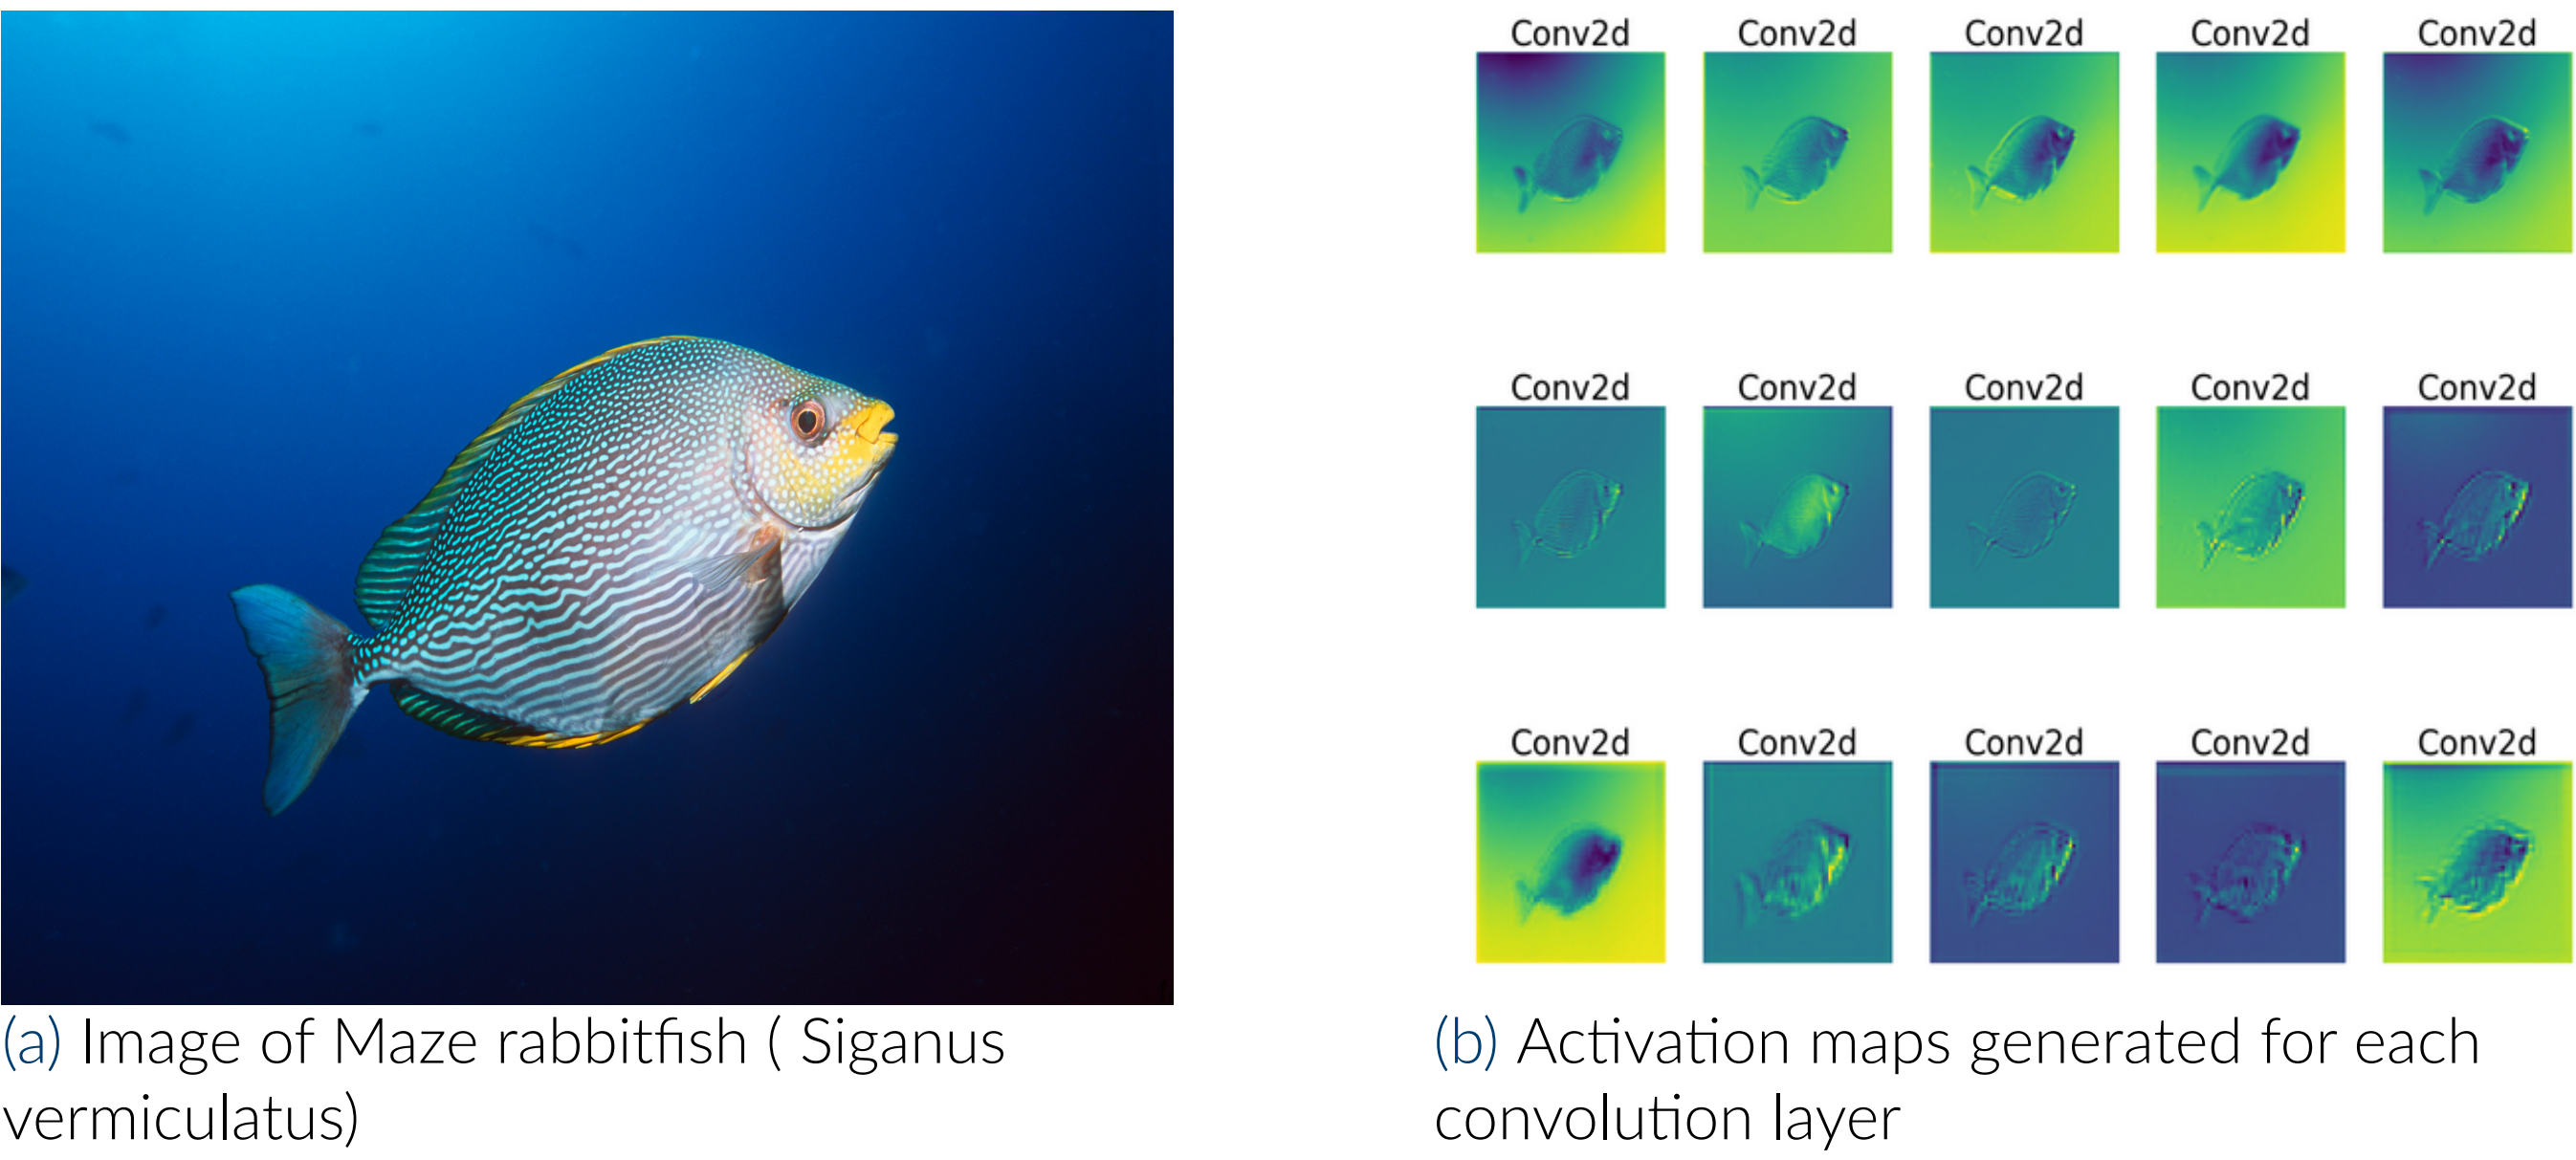 Conv2d Conv2d Conv2d Conv2d Conv2d
Conv2d Conv2d Conv2d Conv2d Conv2d
Conv2d Conv2d Conv2d Conv2d Conv2d
(a) Image of Maze rabbitfish ( Siganus
vermiculatus)
(b) Activation maps generated for each
convolution layer